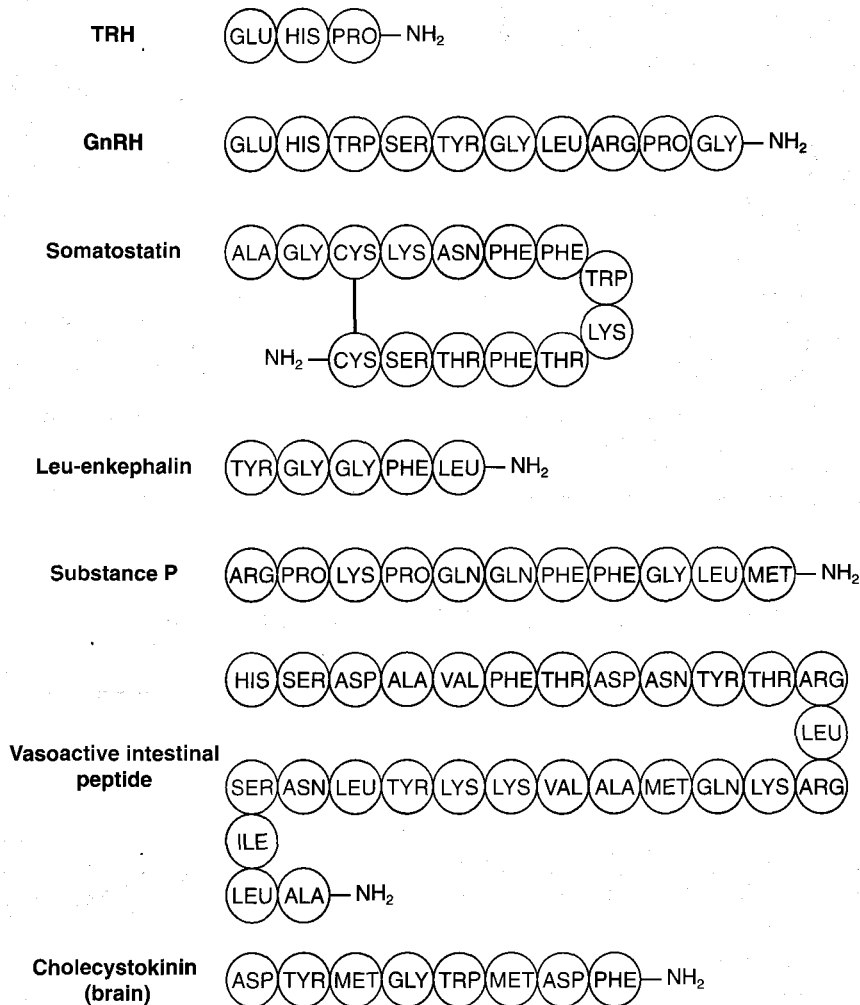 TRH GLU HIS PRO NH₂
GnRH GLU HIS TRP SER TYR GLY LEU ARG PRO GLY NH₂
Somatostatin ALA GLY CYS LYS ASN PHE PHE
TRP
LYS
NH₂ CYS SER THR PHE THR
Leu-enkephalin TYR GLY GLY PHE LEU NH₂
Substance P ARG PRO LYS PRO GLN GLN PHE PHE GLY LEU MET NH₂
HIS SER ASP ALA VAL PHE THR ASP ASN TYR THR ARG
LEU
Vasoactive intestinal
peptide
SER ASN LEU TYR LYS LYS VAL ALA MET GLN LYS ARG
ILE
LEU ALA NH₂
Cholecystokinin
(brain)
ASP TYR MET GLY TRP MET ASP PHE NH₂